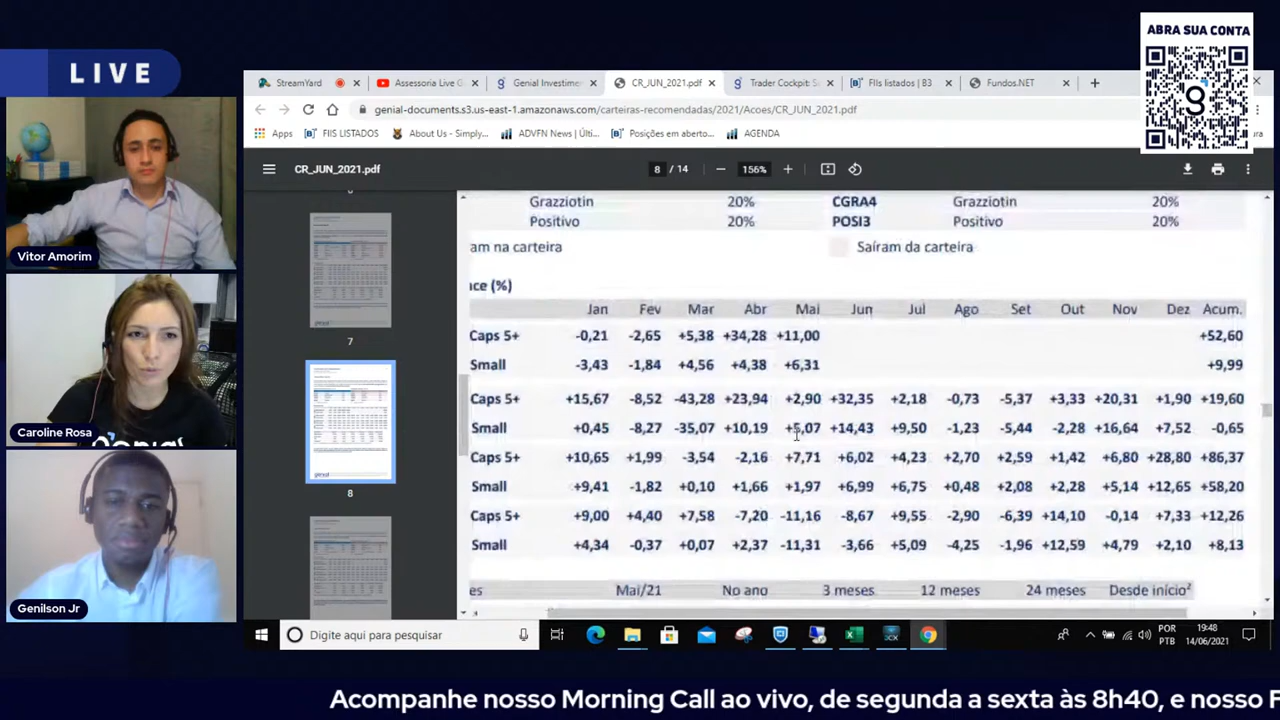 ABRA SUA CONTA
LIVE
Vitor Amorim
Caroline Rosa
Genilson Jr
StreamYard
Assessoria Live G
Genial Investime
CR_JUN_2021.pdf
Trader Cockpit: S
FIIs listados | B3
Fundos.NET
genial-documents.s3.us-east-1.amazonaws.com/carteiras-recomendadas/2021/Acoes/CR_JUN_2021.pdf
Apps
FIIS LISTADOS
About Us - Simply...
ADVFN News | Últi...
Posições em aberto...
AGENDA
CR_JUN_2021.pdf
8 / 14
156%
7
8
Grazziotin 20% CGRA4 Grazziotin 20%
Positivo 20% POSI3 Positivo 20%
am na carteira Saíram da carteira
nce (%)
Jan Fev Mar Abr Mai Jun Jul Ago Set Out Nov Dez Acum.
Caps 5+ -0,21 -2,65 +5,38 +34,28 +11,00 +52,60
Small -3,43 -1,84 +4,56 +4,38 +6,31 +9,99
Caps 5+ +15,67 -8,52 -43,28 +23,94 +2,90 +32,35 +2,18 -0,73 -5,37 +3,33 +20,31 +1,90 +19,60
Small +0,45 -8,27 -35,07 +10,19 +5,07 +14,43 +9,50 -1,23 -5,44 -2,28 +16,64 +7,52 -0,65
Caps 5+ +10,65 +1,99 -3,54 -2,16 +7,71 +6,02 +4,23 +2,70 +2,59 +1,42 +6,80 +28,80 +86,37
Small +9,41 -1,82 +0,10 +1,66 +1,97 +6,99 +6,75 +0,48 +2,08 +2,28 +5,14 +12,65 +58,20
Caps 5+ +9,00 +4,40 +7,58 -7,20 -11,16 -8,67 +9,55 -2,90 -6,39 +14,10 -0,14 +7,33 +12,26
Small +4,34 -0,37 +0,07 +2,37 -11,31 -3,66 +5,09 -4,25 -1,96 +12,59 +4,79 +2,10 +8,13
es Mai/21 No ano 3 meses 12 meses 24 meses Desde início²
Digite aqui para pesquisar
POR
PTB
19:48
14/06/2021
Acompanhe nosso Morning Call ao vivo, de segunda a sexta às 8h40, e nosso F